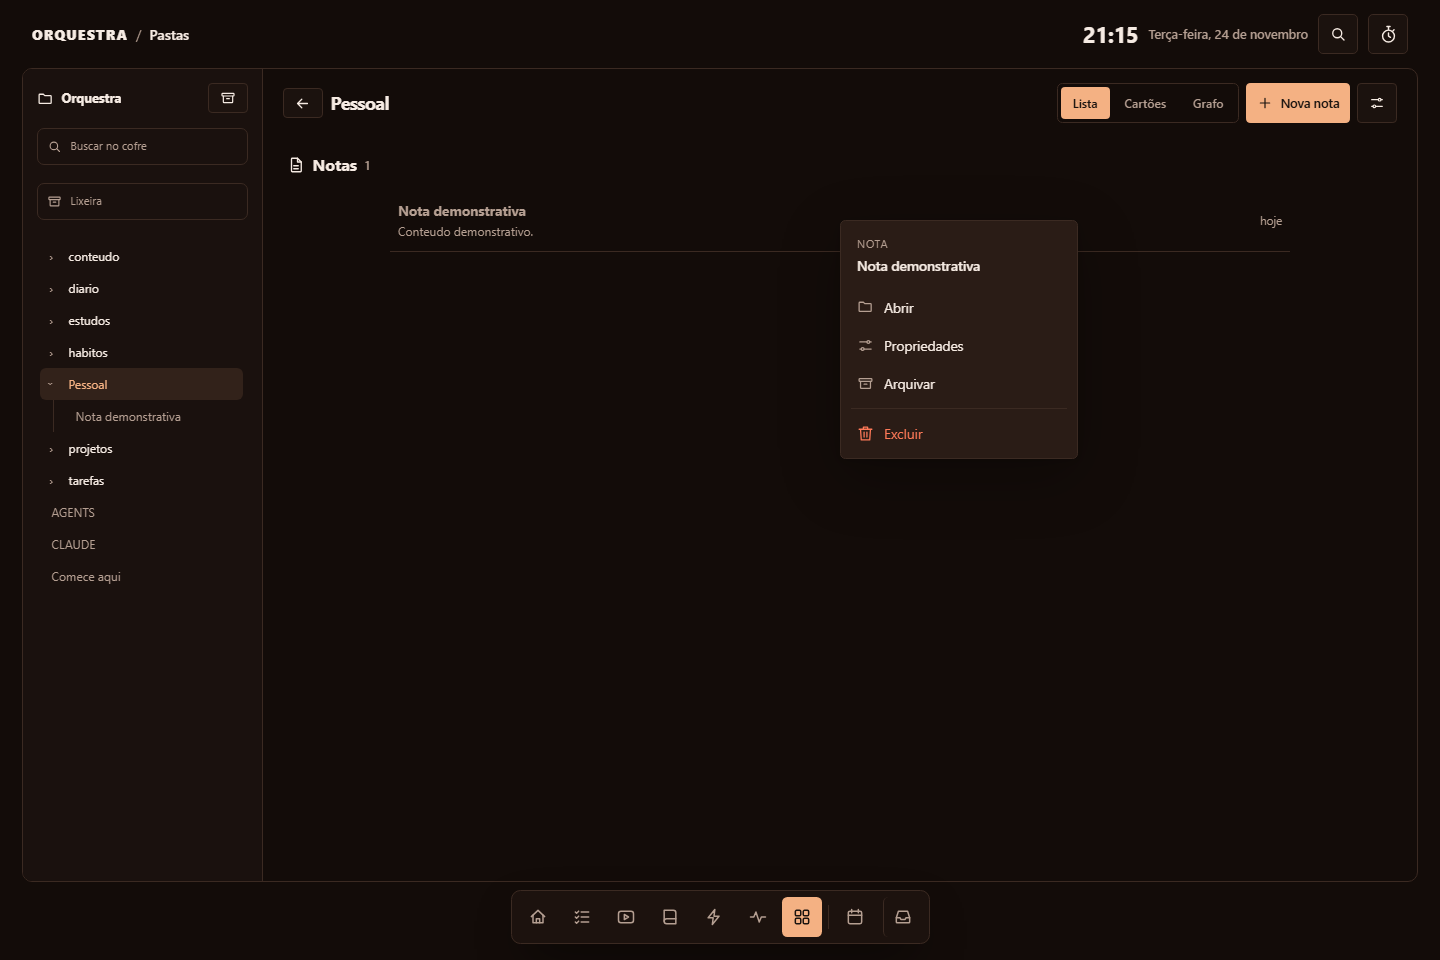 ORQUESTRA / Pastas
21:15 Terça-feira, 24 de novembro
Orquestra
Buscar no cofre
Lixeira
conteudo
diario
estudos
habitos
Pessoal
Nota demonstrativa
projetos
tarefas
AGENTS
CLAUDE
Comece aqui
Pessoal
Lista Cartões Grafo Nova nota
Notas 1
Nota demonstrativa
Conteudo demonstrativo.
hoje
NOTA
Nota demonstrativa
Abrir
Propriedades
Arquivar
Excluir